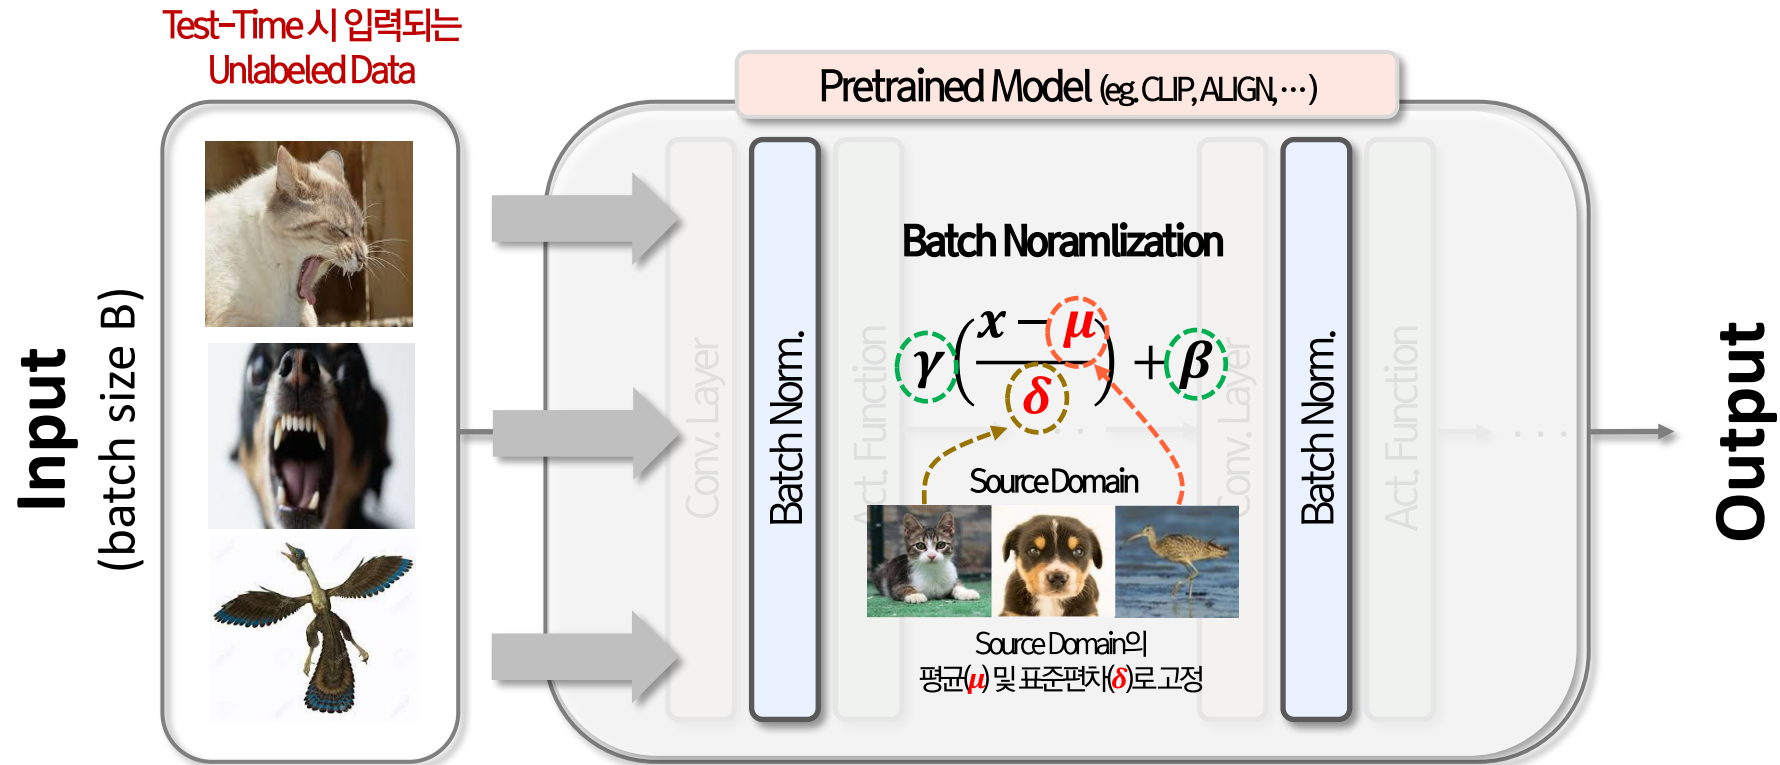 Test-Time 시 입력되는
Unlabeled Data
Pretrained Model (eg. CLIP, ALIGN, ⋯)
Input
(batch size B)
Conv. Layer
Batch Norm.
Act. Function
Batch Noramlization
γ(x − μ / δ) + β
Source Domain
Source Domain의
평균(μ) 및 표준편차(δ)로 고정
Conv. Layer
Batch Norm.
Act. Function
. . .
Output